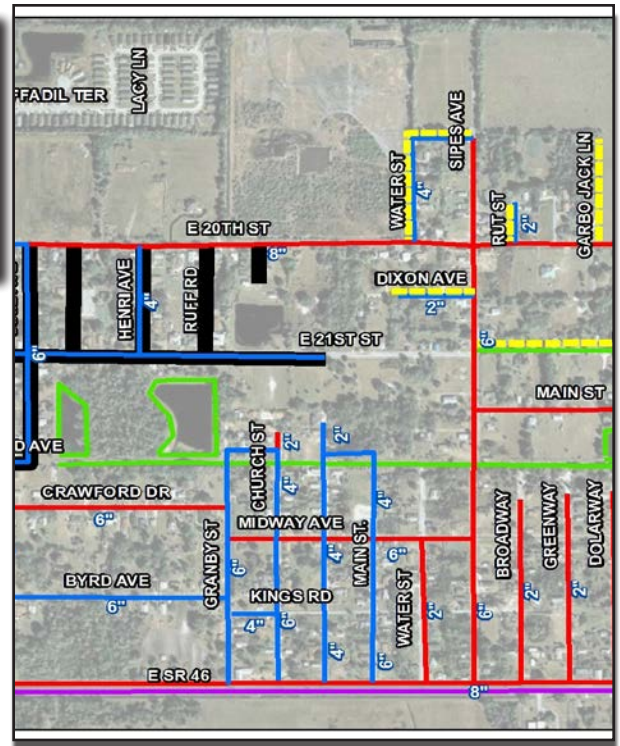 FFADIL TER
LACY LN
SIPES AVE
WATER ST
4"
RUT ST
2"
GARBO JACK LN
E 20TH ST
8"
HENRI AVE
4"
RUFF RD
DIXON AVE
2"
E 21ST ST
6"
6"
MAIN ST
D AVE
CHURCH ST
2"
2"
4"
4"
CRAWFORD DR
6"
MIDWAY AVE
GRANBY ST
6"
4"
MAIN ST.
6"
BROADWAY
GREENWAY
DOLARWAY
BYRD AVE
6"
KINGS RD
4"
6"
WATER ST
2"
6"
2"
2"
4"
6"
E SR 46
8"